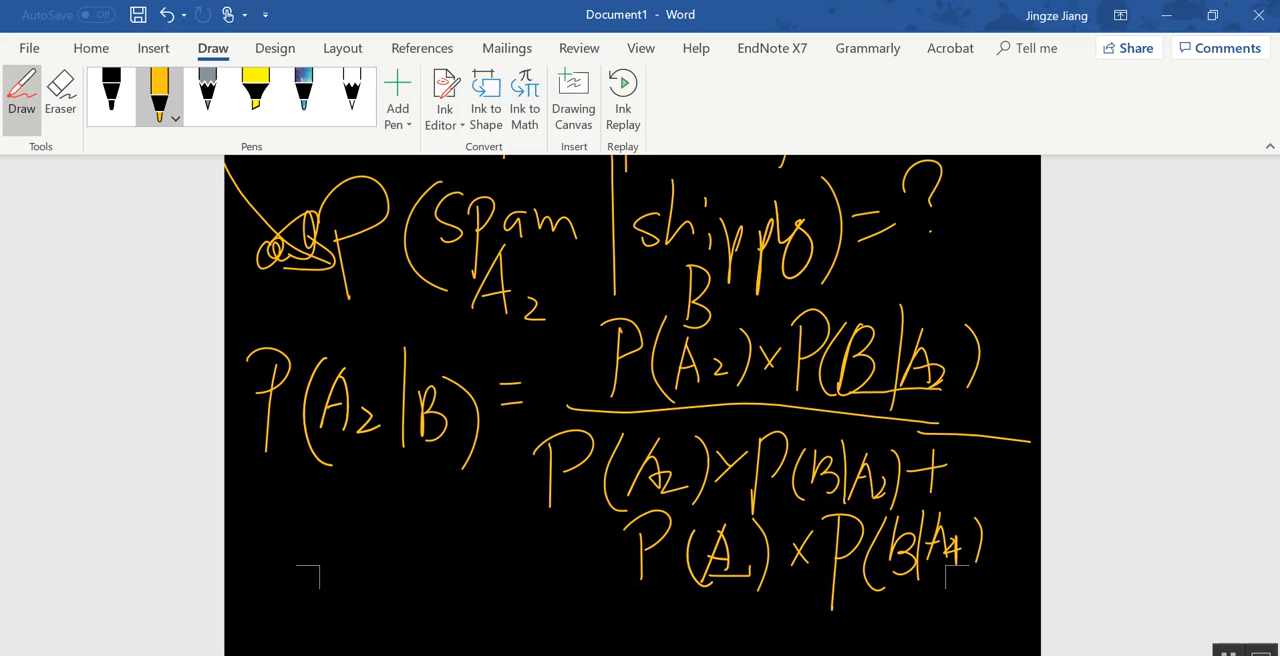 AutoSave Off
Document1 - Word
Jingze Jiang
File Home Insert Draw Design Layout References Mailings Review View Help EndNote X7 Grammarly Acrobat Tell me Share Comments
Draw Eraser Add Pen Ink Editor Ink to Shape Ink to Math Drawing Canvas Ink Replay
Tools Pens Convert Insert Replay
P(spam | shipping) = ?
A2 B
P(A2) × P(B|A2)
P(A2|B) =
P(A2) × P(B|A2) +
P(A) × P(B|A1)